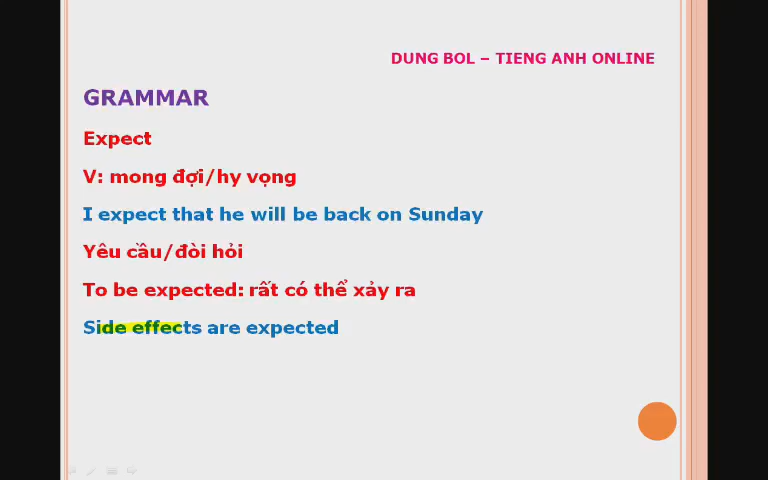 DUNG BOL – TIENG ANH ONLINE
GRAMMAR
Expect
V: mong đợi/hy vọng
I expect that he will be back on Sunday
Yêu cầu/đòi hỏi
To be expected: rất có thể xảy ra
Side effects are expected